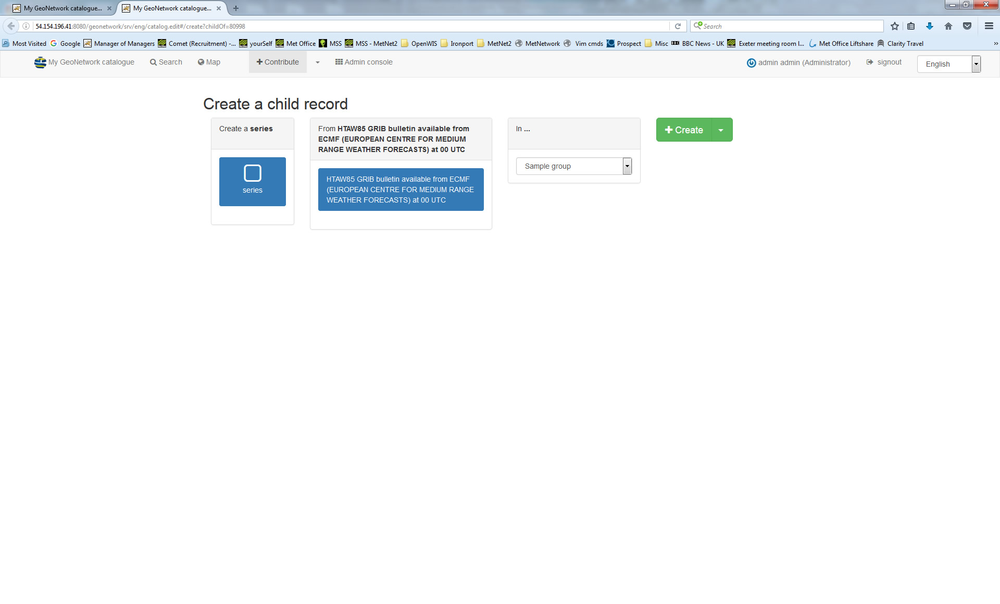 My GeoNetwork catalogue...
My GeoNetwork catalogue...
54.154.196.41:8080/geonetwork/srv/eng/catalog.edit#/create?childOf=80998
Search
Most Visited Google Manager of Managers Comet (Recruitment) -... yourSelf Met Office MSS MSS - MetNet2 OpenWIS Ironport MetNet2 MetNetwork Vim cmds Prospect Misc BBC BBC News - UK Exeter meeting room l... Met Office Liftshare Clarity Travel »
My GeoNetwork catalogue Search Map Contribute Admin console admin admin (Administrator) signout English
Create a child record
Create a series
series
From HTAW85 GRIB bulletin available from
ECMF (EUROPEAN CENTRE FOR MEDIUM
RANGE WEATHER FORECASTS) at 00 UTC
HTAW85 GRIB bulletin available from ECMF
(EUROPEAN CENTRE FOR MEDIUM RANGE
WEATHER FORECASTS) at 00 UTC
In ...
Sample group
Create